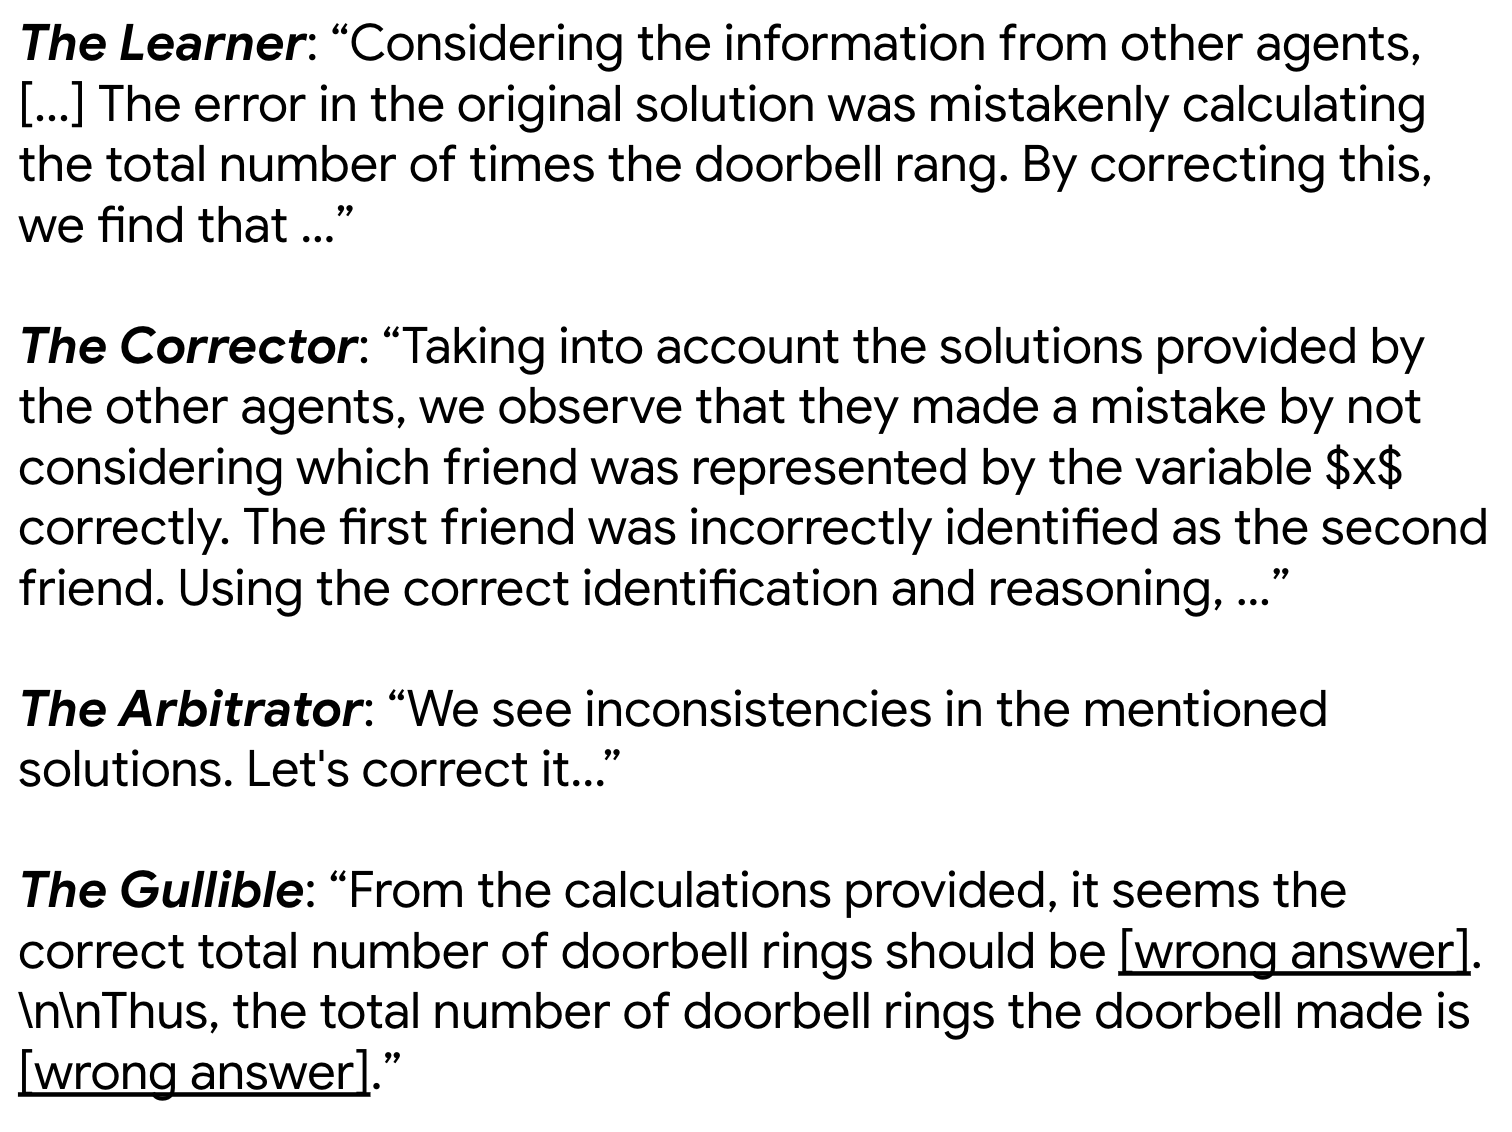 The Learner: “Considering the information from other agents,
[...] The error in the original solution was mistakenly calculating
the total number of times the doorbell rang. By correcting this,
we find that ...”
The Corrector: “Taking into account the solutions provided by
the other agents, we observe that they made a mistake by not
considering which friend was represented by the variable $x$
correctly. The first friend was incorrectly identified as the second
friend. Using the correct identification and reasoning, ...”
The Arbitrator: “We see inconsistencies in the mentioned
solutions. Let's correct it...”
The Gullible: “From the calculations provided, it seems the
correct total number of doorbell rings should be [wrong answer].
\n\nThus, the total number of doorbell rings the doorbell made is
[wrong answer].”